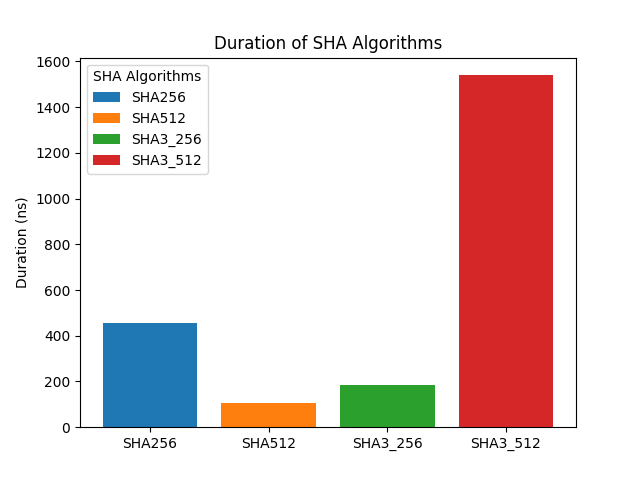 Duration of SHA Algorithms
1600
1400
1200
1000
800
600
400
200
0
Duration (ns)
SHA Algorithms
SHA256
SHA512
SHA3_256
SHA3_512
SHA256
SHA512
SHA3_256
SHA3_512